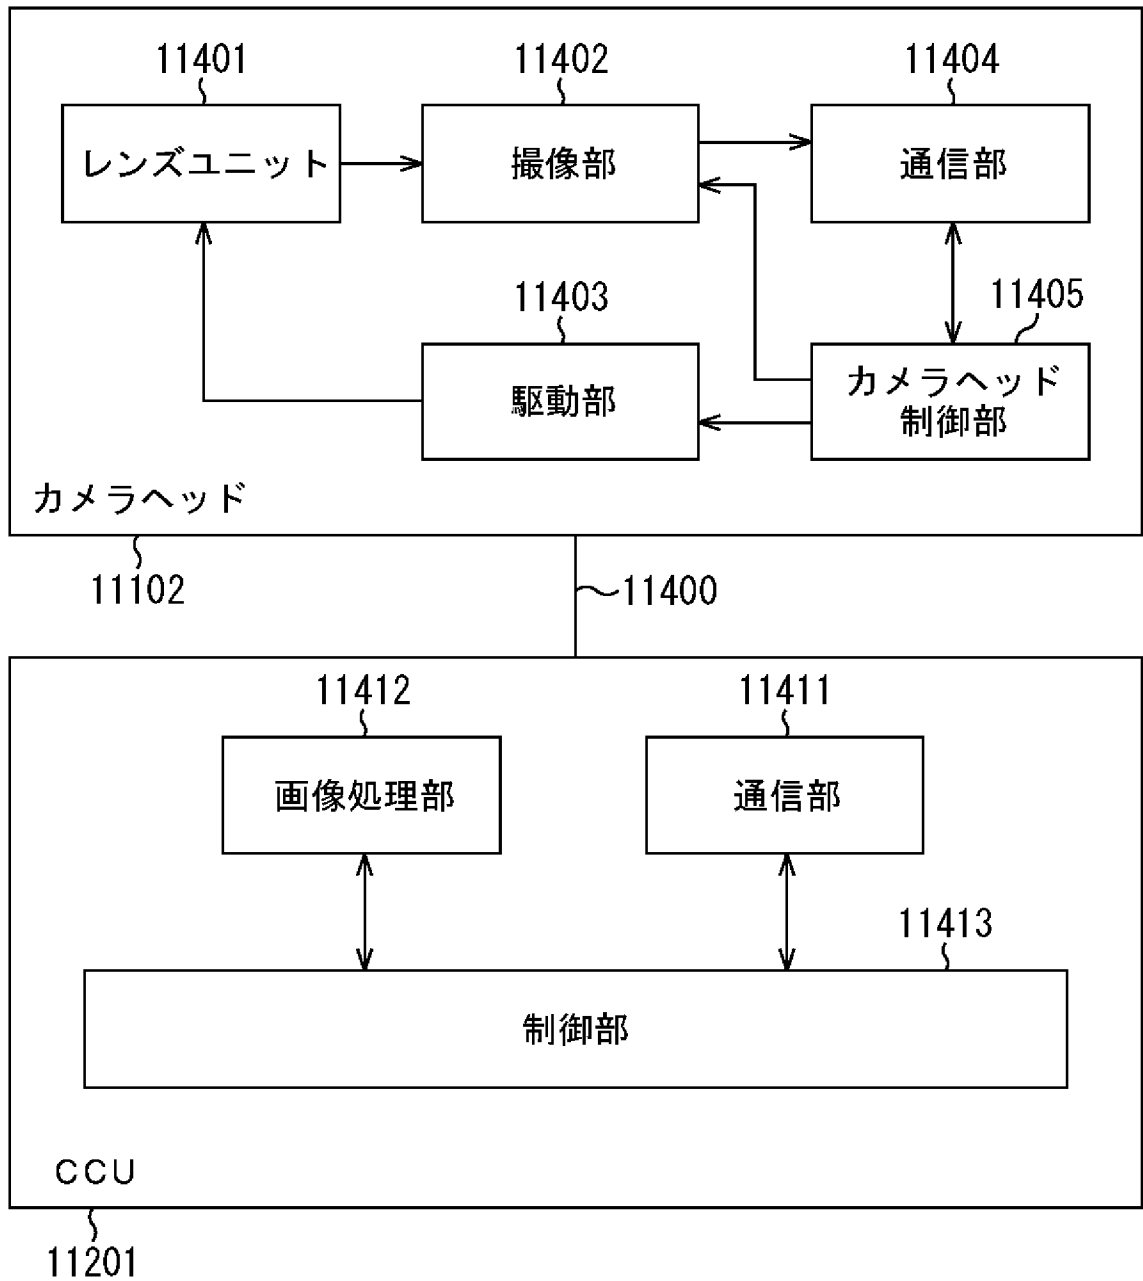 11401
11402
11404
レンズユニット
撮像部
通信部
11403
11405
駆動部
カメラヘッド
制御部
カメラヘッド
11102
11400
11412
11411
画像処理部
通信部
11413
制御部
CCU
11201